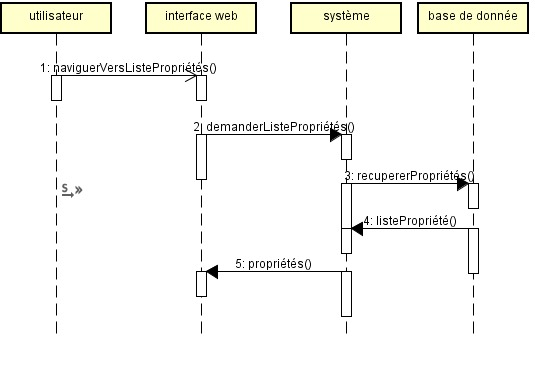 utilisateur
interface web
système
base de donnée
1: naviguerVersListePropriétés()
2: demanderListePropriétés()
3: recupererPropriétés()
S »
4: listePropriété()
5: propriétés()